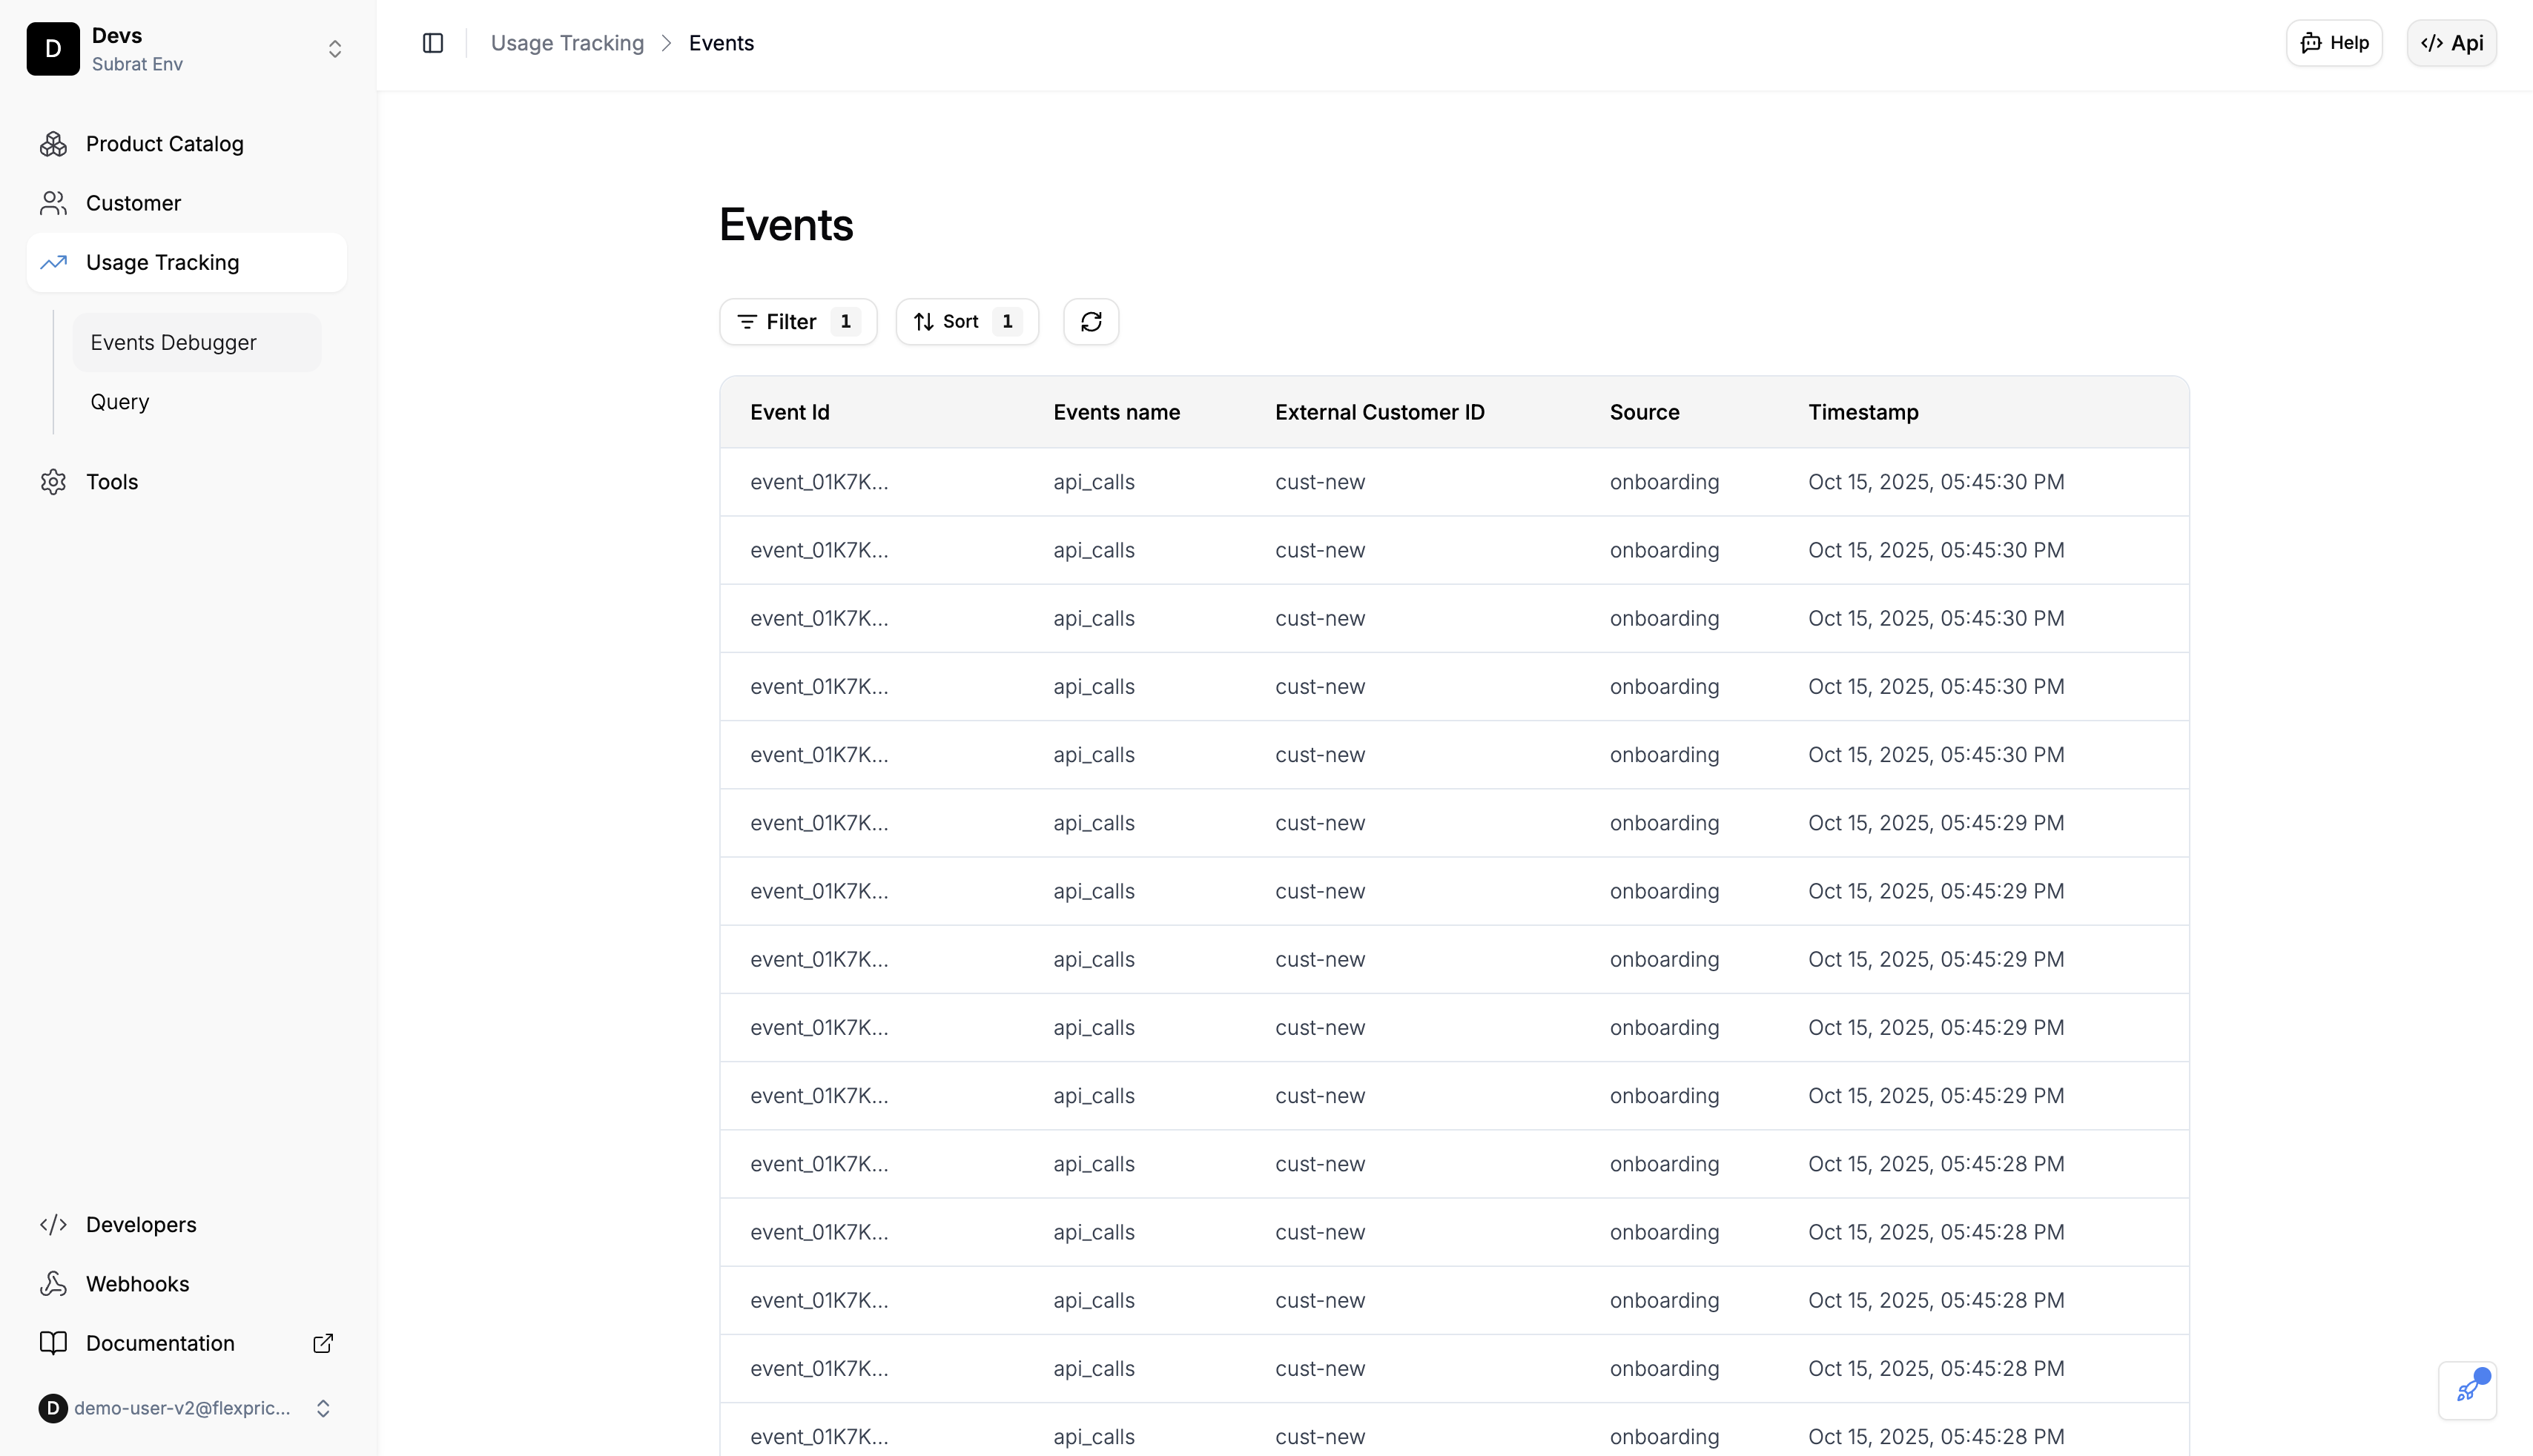 D
Devs
Subrat Env
Product Catalog
Customer
Usage Tracking
Events Debugger
Query
Tools
Developers
Webhooks
Documentation
D demo-user-v2@flexpric...
Usage Tracking > Events
Help
</> Api
Events
Filter 1
Sort 1
Event Id Events name External Customer ID Source Timestamp
event_01K7K... api_calls cust-new onboarding Oct 15, 2025, 05:45:30 PM
event_01K7K... api_calls cust-new onboarding Oct 15, 2025, 05:45:30 PM
event_01K7K... api_calls cust-new onboarding Oct 15, 2025, 05:45:30 PM
event_01K7K... api_calls cust-new onboarding Oct 15, 2025, 05:45:30 PM
event_01K7K... api_calls cust-new onboarding Oct 15, 2025, 05:45:30 PM
event_01K7K... api_calls cust-new onboarding Oct 15, 2025, 05:45:29 PM
event_01K7K... api_calls cust-new onboarding Oct 15, 2025, 05:45:29 PM
event_01K7K... api_calls cust-new onboarding Oct 15, 2025, 05:45:29 PM
event_01K7K... api_calls cust-new onboarding Oct 15, 2025, 05:45:29 PM
event_01K7K... api_calls cust-new onboarding Oct 15, 2025, 05:45:29 PM
event_01K7K... api_calls cust-new onboarding Oct 15, 2025, 05:45:28 PM
event_01K7K... api_calls cust-new onboarding Oct 15, 2025, 05:45:28 PM
event_01K7K... api_calls cust-new onboarding Oct 15, 2025, 05:45:28 PM
event_01K7K... api_calls cust-new onboarding Oct 15, 2025, 05:45:28 PM
event_01K7K... api_calls cust-new onboarding Oct 15, 2025, 05:45:28 PM